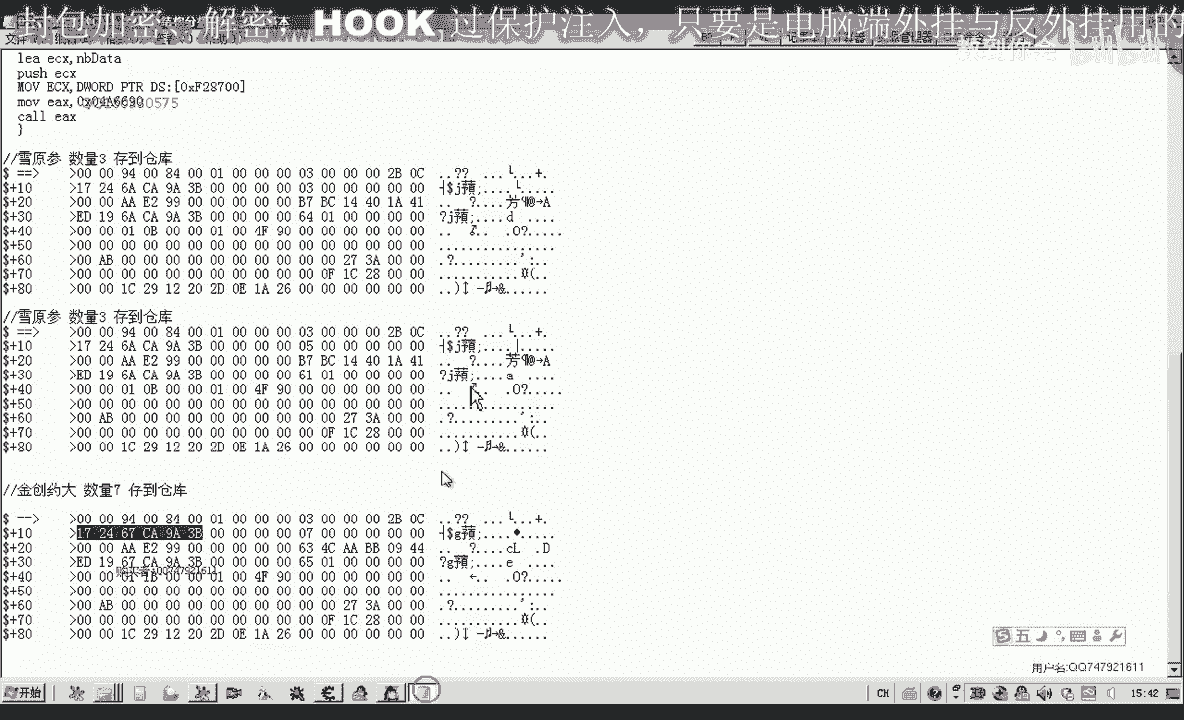 封包加密、解密，HOOK 过保护注入，只要是电脑端外挂与反外挂用的
lea ecx,nbData
push ecx
MOV ECX,DWORD PTR DS:[0xF28700]
mov eax,0x04A6690
call eax
}
//雪原参 数量3 存到仓库
$ ==> >00 00 94 00 84 00 01 00 00 00 03 00 00 00 2B 0C ..?? ...└...+.
$+10 >17 24 6A CA 9A 3B 00 00 00 00 03 00 00 00 00 00 ┤$j蕷;....└.....
$+20 >00 00 AA E2 99 00 00 00 00 00 B7 BC 14 40 1A 41 .. ?....芳¶@→A
$+30 >ED 19 6A CA 9A 3B 00 00 00 00 64 01 00 00 00 00 ?j蕷;....d ....
$+40 >00 00 01 0B 00 00 01 00 4F 90 00 00 00 00 00 00
$+50 >00 00 00 00 00 00 00 00 00 00 00 00 00 00 00 00 ................
$+60 >00 AB 00 00 00 00 00 00 00 00 00 00 27 3A 00 00 .?.........':..
$+70 >00 00 00 00 00 00 00 00 00 00 0F 1C 28 00 00 00
$+80 >00 00 1C 29 12 20 2D 0E 1A 26 00 00 00 00 00 00
//雪原参 数量3 存到仓库
$ ==> >00 00 94 00 84 00 01 00 00 00 03 00 00 00 2B 0C ..?? ...└...+.
$+10 >17 24 6A CA 9A 3B 00 00 00 00 05 00 00 00 00 00 ┤$j蕷;....|.....
$+20 >00 00 AA E2 99 00 00 00 00 00 B7 BC 14 40 1A 41 .. ?....芳¶@→A
$+30 >ED 19 6A CA 9A 3B 00 00 00 00 61 01 00 00 00 00 ?j蕷;....a ....
$+40 >00 00 01 0B 00 00 01 00 4F 90 00 00 00 00 00 00
$+50 >00 00 00 00 00 00 00 00 00 00 00 00 00 00 00 00
$+60 >00 AB 00 00 00 00 00 00 00 00 00 00 27 3A 00 00 .?.........':..
$+70 >00 00 00 00 00 00 00 00 00 00 0F 1C 28 00 00 00
$+80 >00 00 1C 29 12 20 2D 0E 1A 26 00 00 00 00 00 00
//金创约大 数量7 存到仓库
$ --> >00 00 94 00 84 00 01 00 00 00 03 00 00 00 2B 0C ..?? ...└...+.
$+10 >17 24 67 CA 9A 3B 00 00 00 00 07 00 00 00 00 00 ┤$g蕷;....♦.....
$+20 >00 00 AA E2 99 00 00 00 00 00 63 4C AA BB 09 44 .. ?....cL .D
$+30 >ED 19 67 CA 9A 3B 00 00 00 00 65 01 00 00 00 00 ?g蕷;....e ....
$+40 >00 00 01 1B 00 00 01 00 4F 90 00 00 00 00 00 00
$+50 >00 00 00 00 00 00 00 00 00 00 00 00 00 00 00 00 ................
$+60 >00 AB 00 00 00 00 00 00 00 00 00 00 27 3A 00 00 .?.........':..
$+70 >00 00 00 00 00 00 00 00 00 00 0F 1C 28 00 00 00
$+80 >00 00 1C 29 12 20 2D 0E 1A 26 00 00 00 00 00 00
五
用户名:QQ747921611
开始
CH
15:42